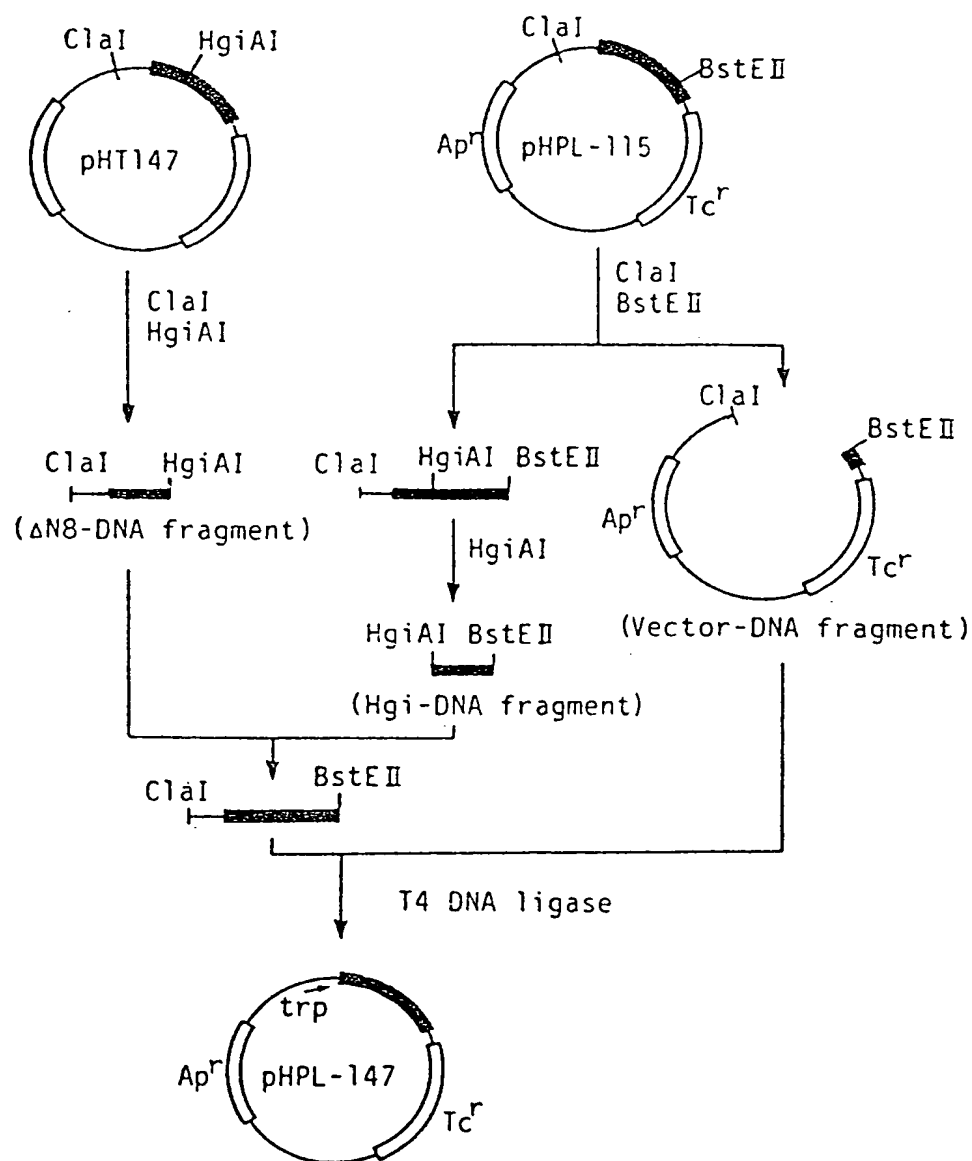 ClaI HgiAI
pHT147
ClaI
BstEⅡ
Apʳ
pHPL-115
Tcʳ
ClaI
HgiAI
ClaI
BstEⅡ
ClaI HgiAI
(ΔN8-DNA fragment)
ClaI HgiAI BstEⅡ
HgiAI
HgiAI BstEⅡ
(Hgi-DNA fragment)
ClaI
BstEⅡ
Apʳ
Tcʳ
(Vector-DNA fragment)
ClaI BstEⅡ
T4 DNA ligase
trp
Apʳ
pHPL-147
Tcʳ